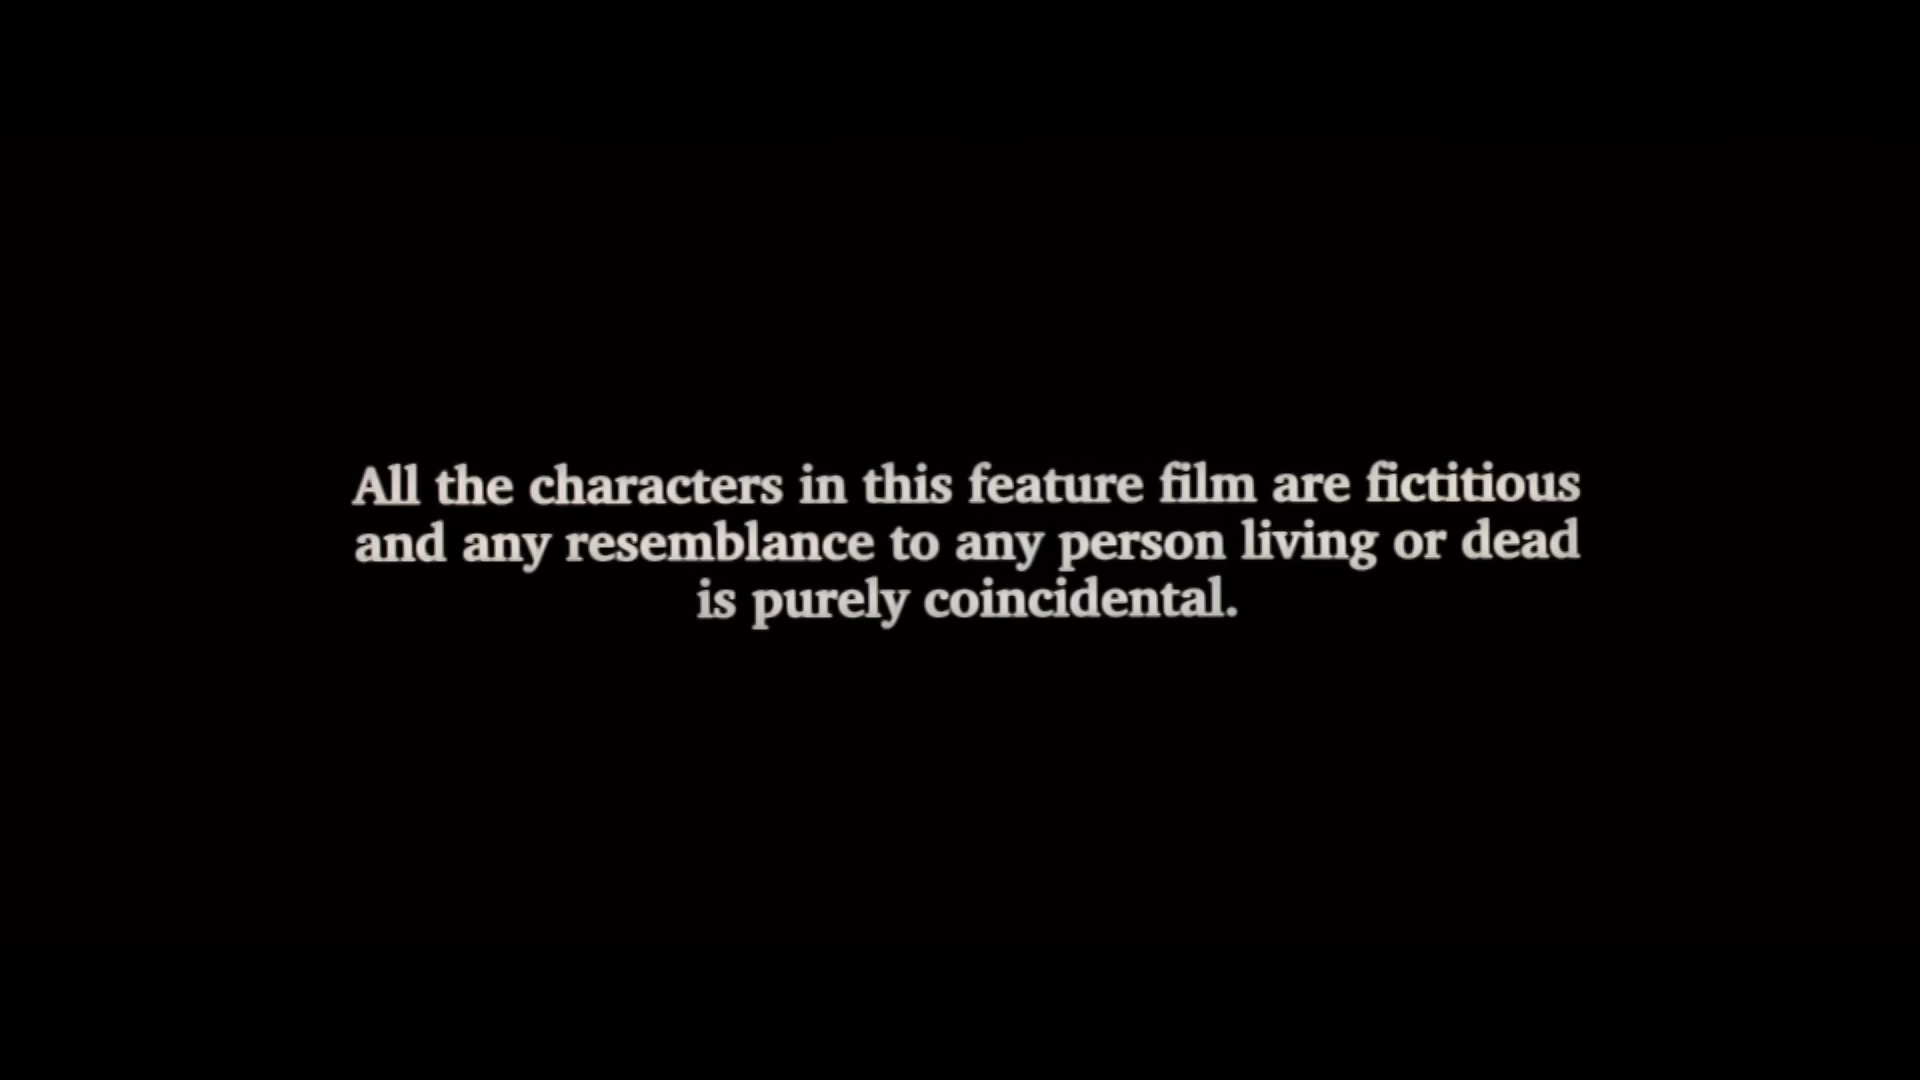 All the characters in this feature film are fictitious
and any resemblance to any person living or dead
is purely coincidental.